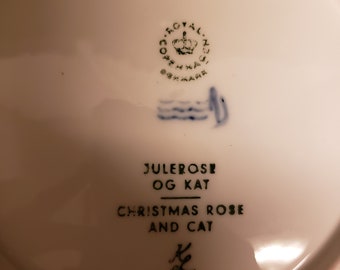 ROYAL COPENHAGEN
DENMARK
JULEROSE
OG KAT
CHRISTMAS ROSE
AND CAT